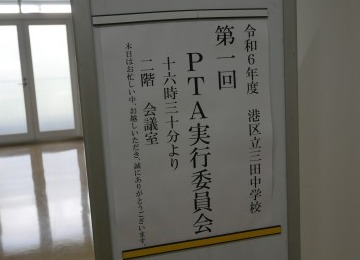 令和6年度 港区立三田中学校
第一回
PTA実行委員会
十六時三十分より
二階 会議室
本日はお忙しい中、お越しいただき、誠にありがとうございます。